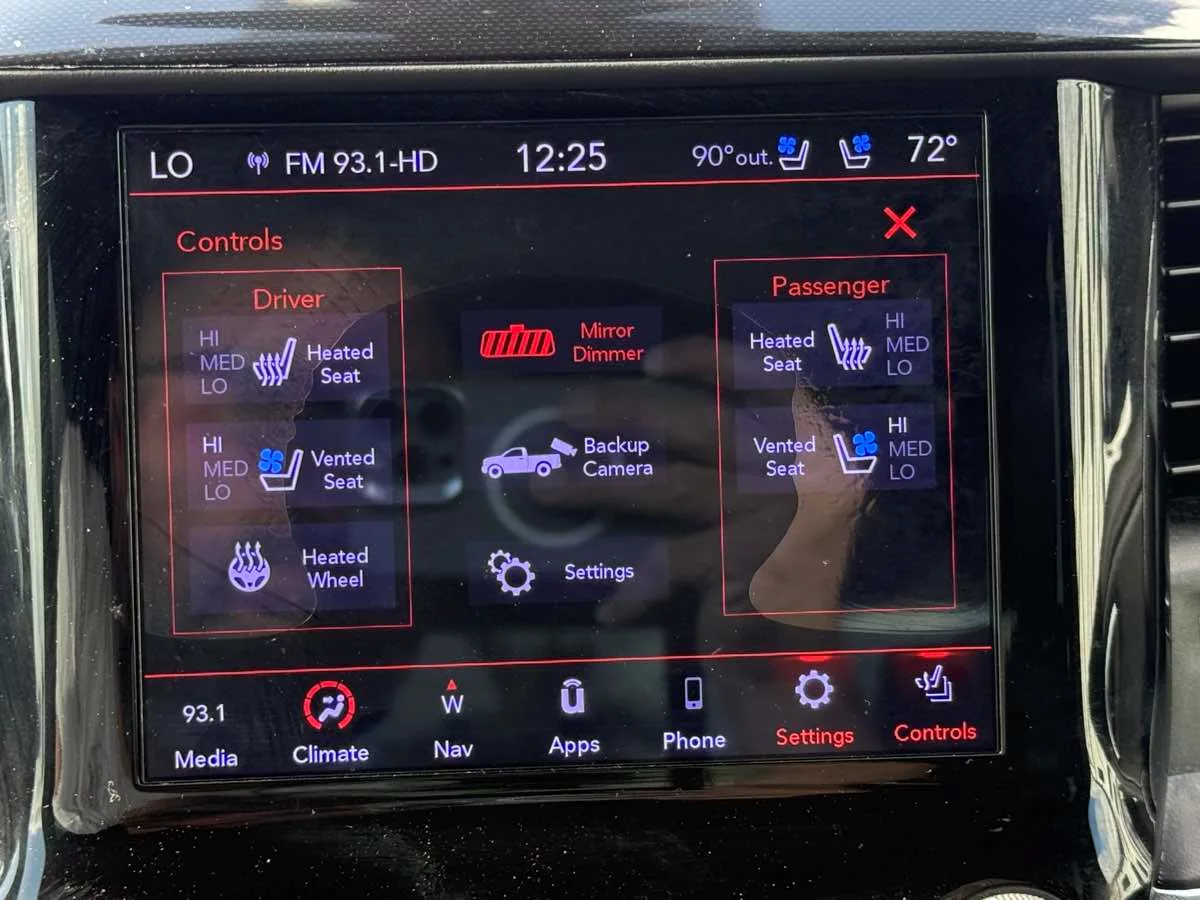 LO FM 93.1-HD 12:25 90°out. 72°
Controls
Driver
HI
MED
LO
Heated
Seat
HI
MED
LO
Vented
Seat
Heated
Wheel
Mirror
Dimmer
Backup
Camera
Settings
Passenger
Heated
Seat
HI
MED
LO
Vented
Seat
HI
MED
LO
93.1
Media
Climate
W
Nav
Apps
Phone
Settings
Controls